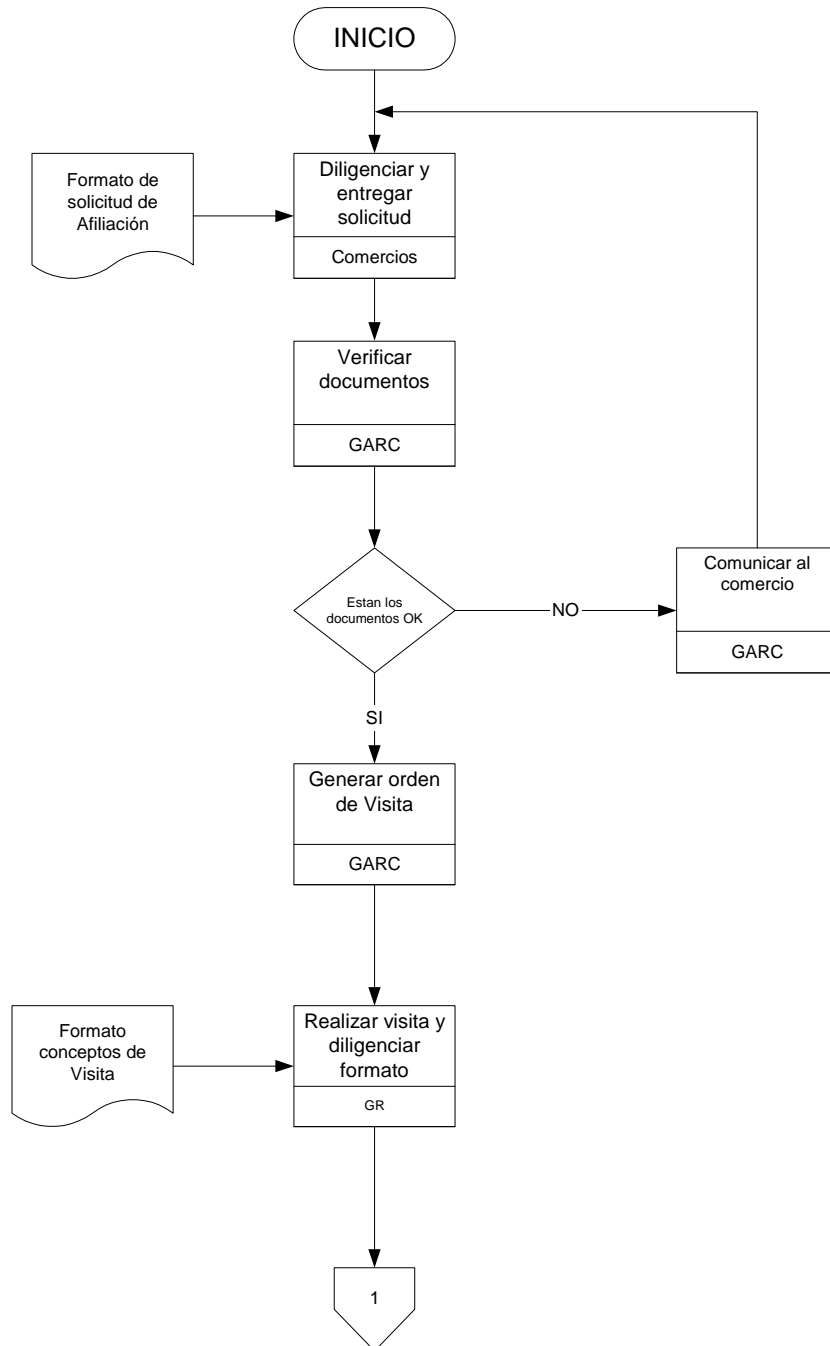 INICIO
Formato de
solicitud de
Afiliación
Diligenciar y
entregar
solicitud
Comercios
Verificar
documentos
GARC
Estan los
documentos OK
NO
Comunicar al
comercio
GARC
SI
Generar orden
de Visita
GARC
Formato
conceptos de
Visita
Realizar visita y
diligenciar
formato
GR
1